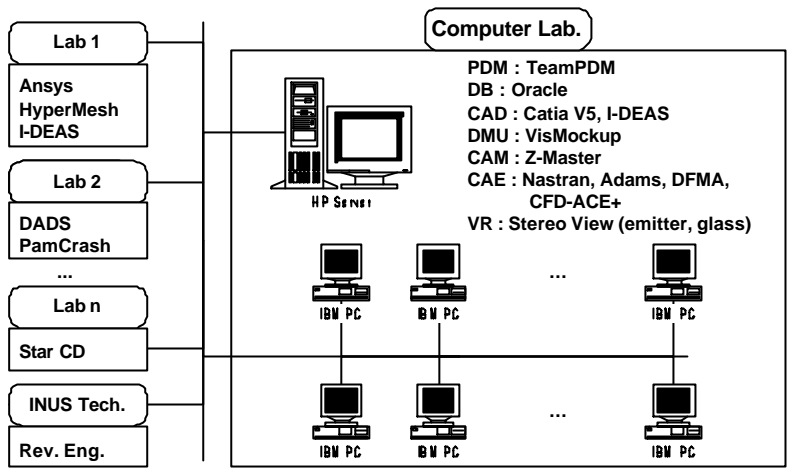 Lab 1
Ansys
HyperMesh
I-DEAS
Lab 2
DADS
PamCrash
...
Lab n
Star CD
INUS Tech.
Rev. Eng.
Computer Lab.
PDM : TeamPDM
DB : Oracle
CAD : Catia V5, I-DEAS
DMU : VisMockup
CAM : Z-Master
CAE : Nastran, Adams, DFMA,
CFD-ACE+
VR : Stereo View (emitter, glass)
HP Server
...
IBM PC IBM PC IBM PC
...
IBM PC IBM PC IBM PC